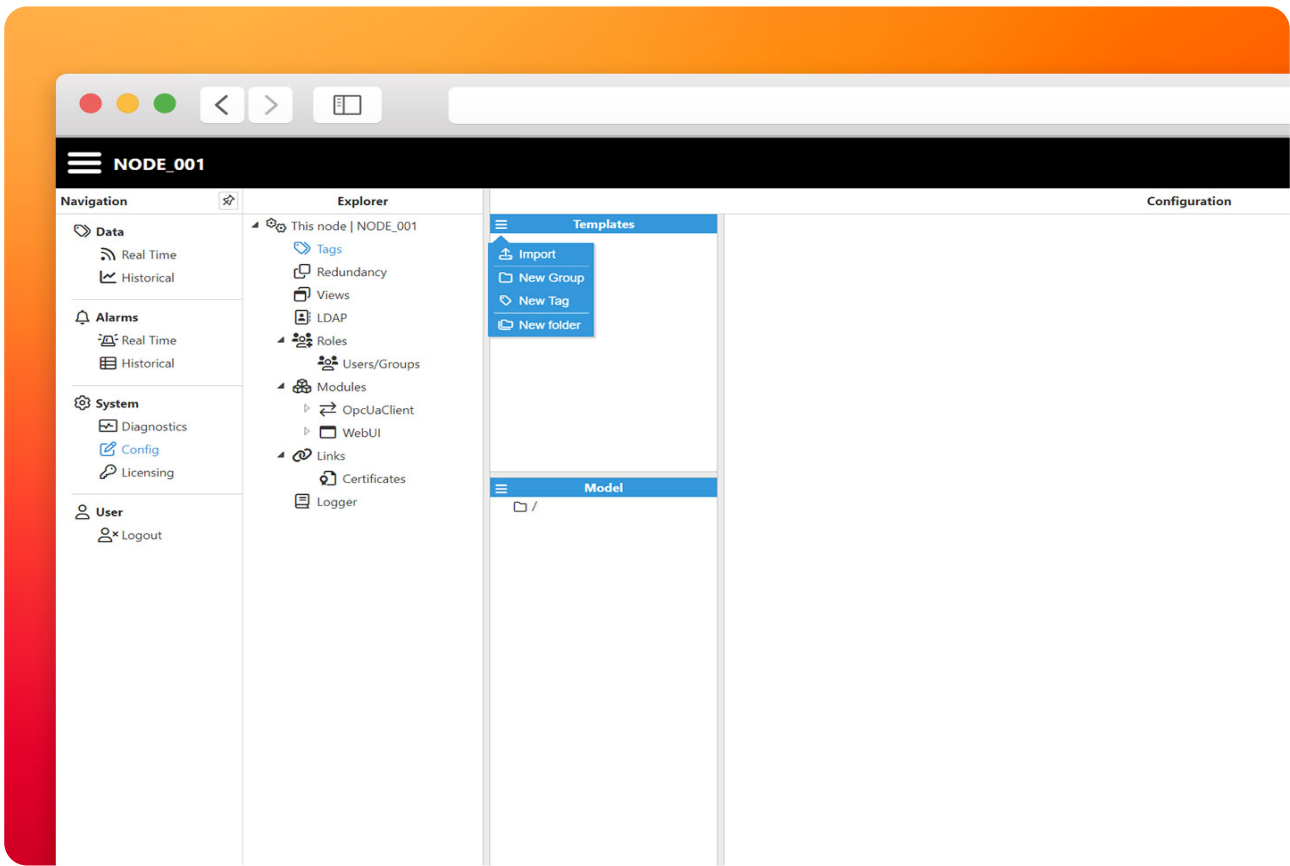 NODE_001
Navigation
Data
Real Time
Historical
Alarms
Real Time
Historical
System
Diagnostics
Config
Licensing
User
Logout
Explorer
This node | NODE_001
Tags
Redundancy
Views
LDAP
Roles
Users/Groups
Modules
OpcUaClient
WebUI
Links
Certificates
Logger
Configuration
Templates
Import
New Group
New Tag
New folder
Model
/